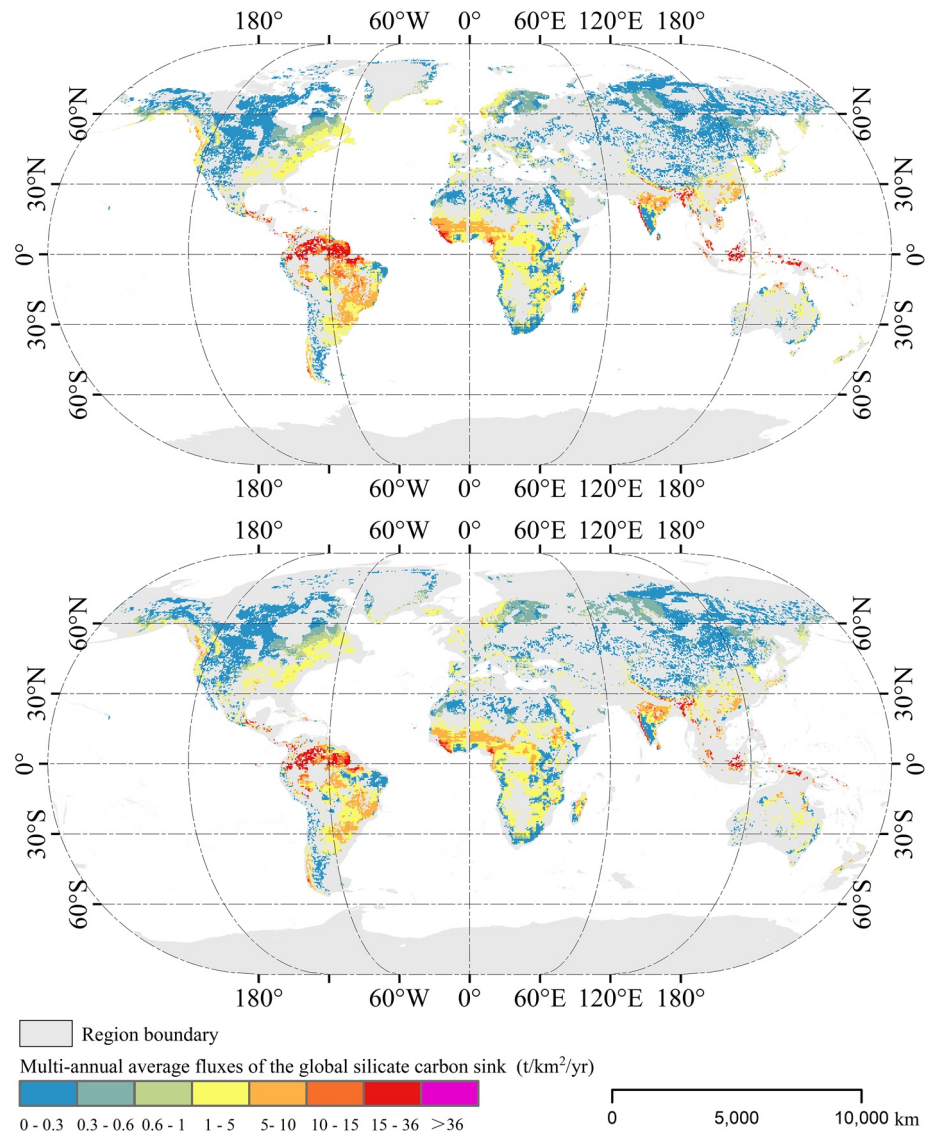 180° 60°W 0° 60°E 120°E 180°
60°N 60°N
30°N 30°N
0° 0°
30°S 30°S
60°S 60°S
180° 60°W 0° 60°E 120°E 180°
180° 60°W 0° 60°E 120°E 180°
60°N 60°N
30°N 30°N
0° 0°
30°S 30°S
60°S 60°S
180° 60°W 0° 60°E 120°E 180°
Region boundary
Multi-annual average fluxes of the global silicate carbon sink (t/km²/yr)
0 - 0.3 0.3 - 0.6 0.6 - 1 1 - 5 5- 10 10 - 15 15 - 36 >36
0 5,000 10,000 km